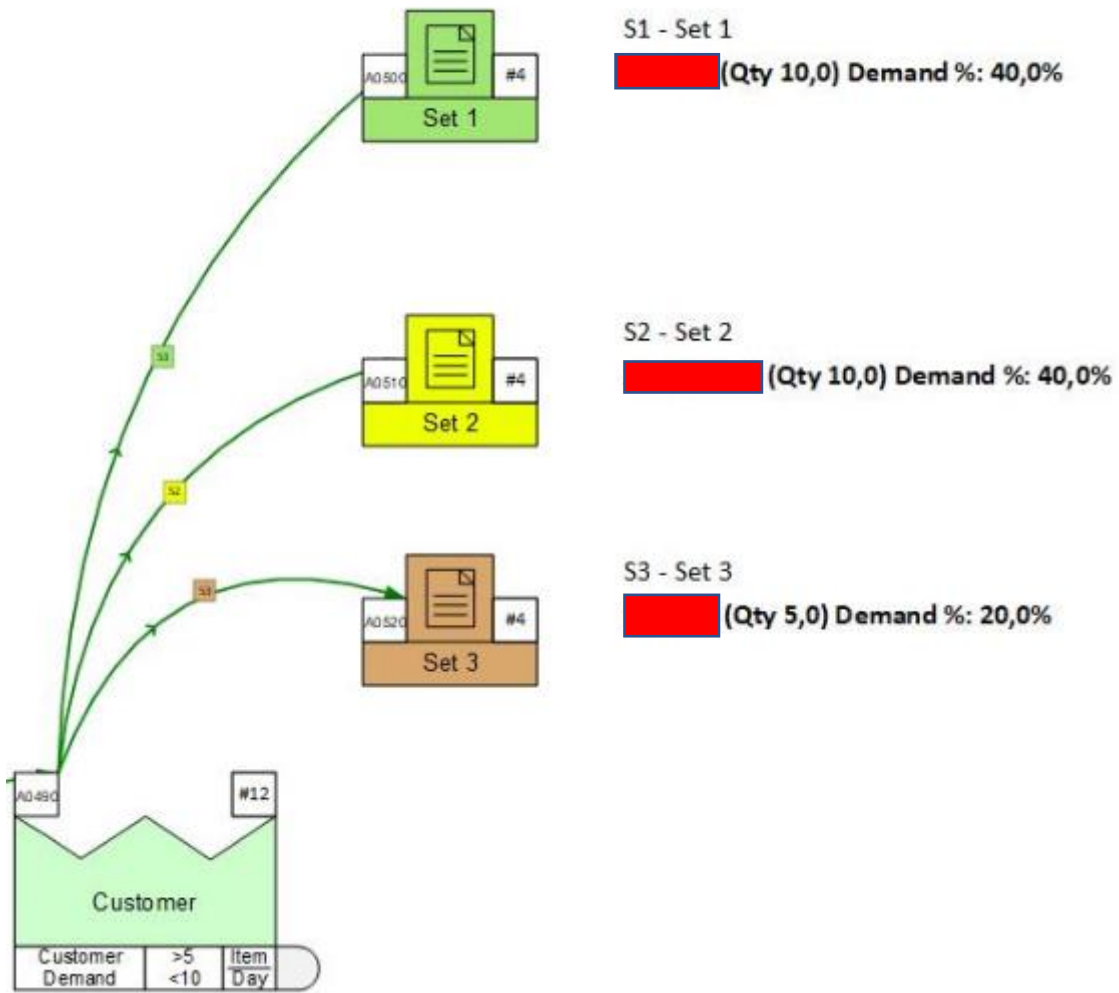 S1 - Set 1
(Qty 10,0) Demand %: 40,0%
A0500
#4
Set 1
S2 - Set 2
(Qty 10,0) Demand %: 40,0%
A0510
#4
Set 2
S2
S3 - Set 3
(Qty 5,0) Demand %: 20,0%
A0520
#4
Set 3
S3
A0490
#12
Customer
Customer Demand
>5
<10
Item
Day